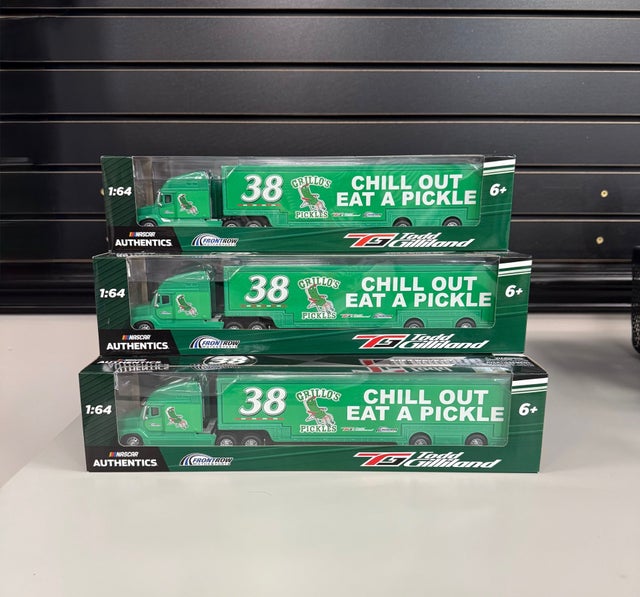 1:64
38
GRILLO'S
PICKLES
CHILL OUT
EAT A PICKLE
6+
NASCAR
AUTHENTICS
FRONTROW
TG Todd
Gilliland
1:64
38
GRILLO'S
PICKLES
CHILL OUT
EAT A PICKLE
6+
NASCAR
AUTHENTICS
FRONTROW
TG Todd
Gilliland
AUTHENTICS
38
1:64
38
GRILLO'S
PICKLES
CHILL OUT
EAT A PICKLE
6+
NASCAR
AUTHENTICS
FRONTROW
TG Todd
Gilliland